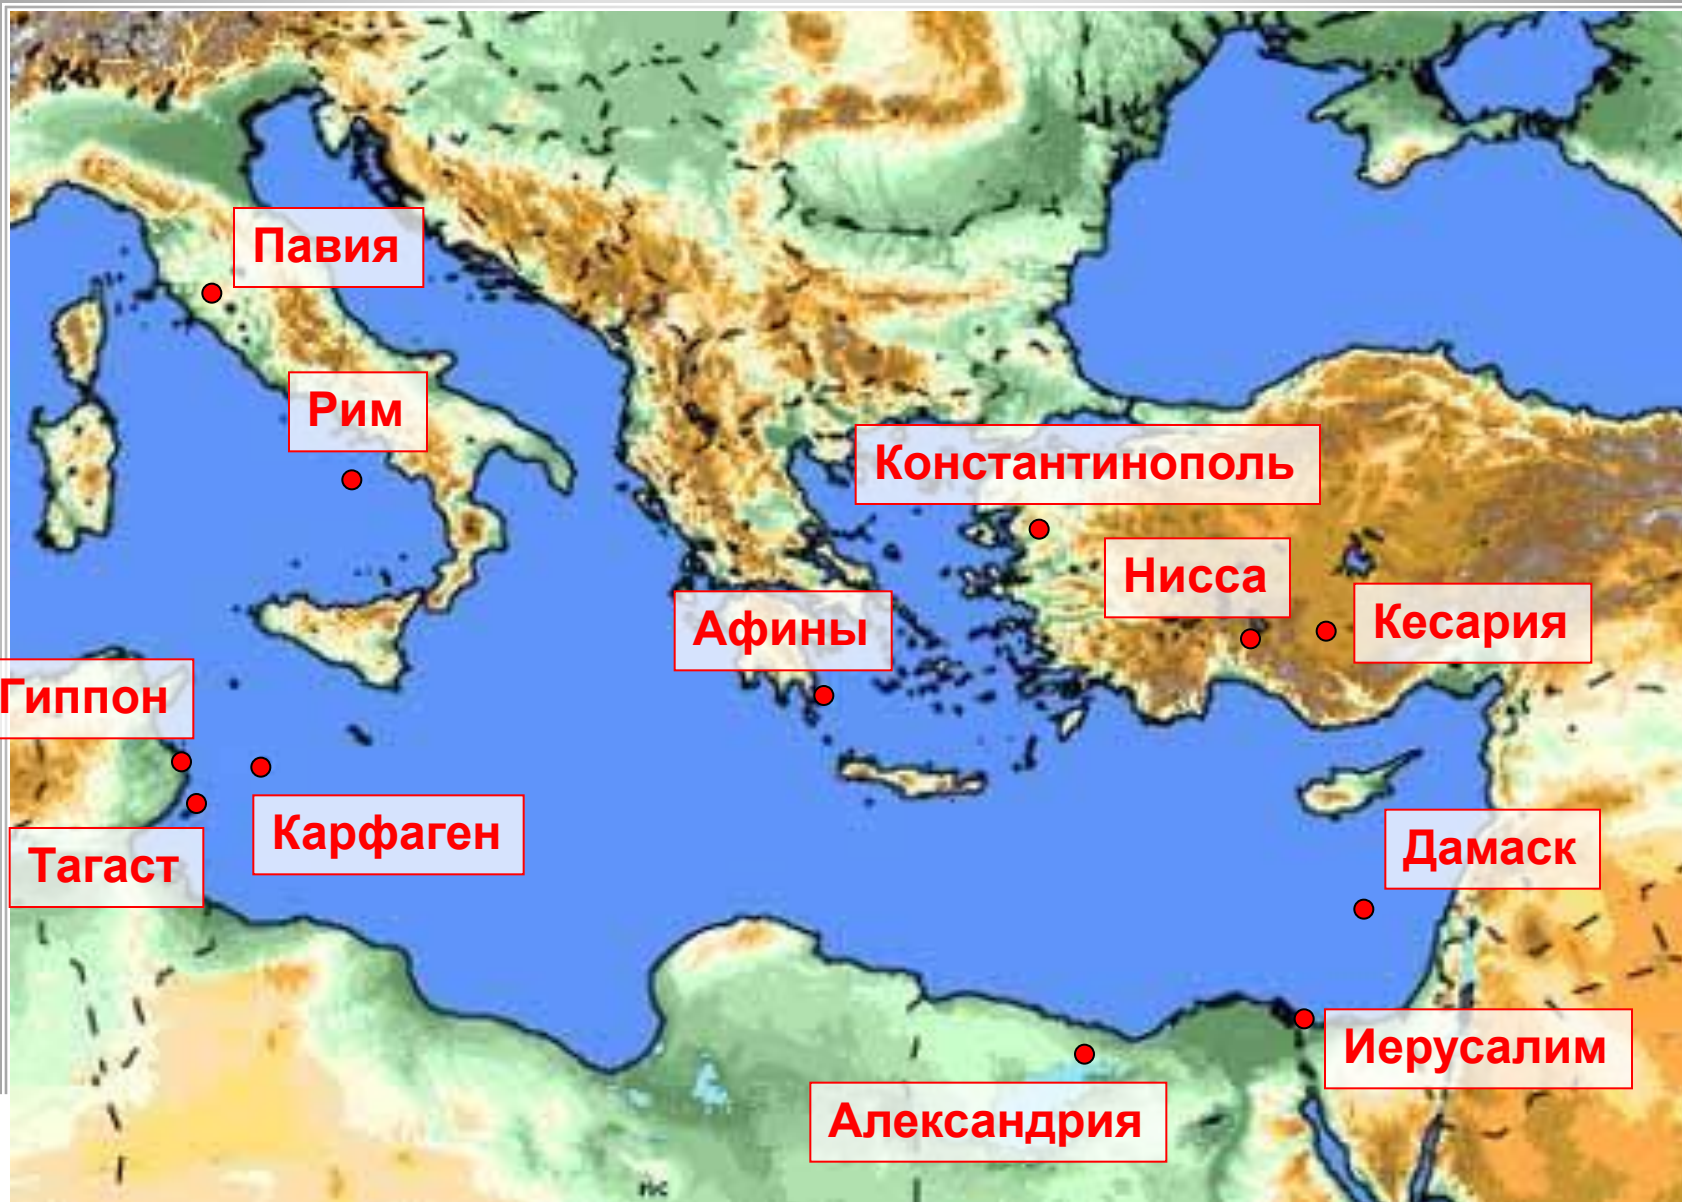 Павия
Рим
Константинополь
Нисса
Кесария
Афины
Гиппон
Карфаген
Тагаст
Дамаск
Иерусалим
Александрия